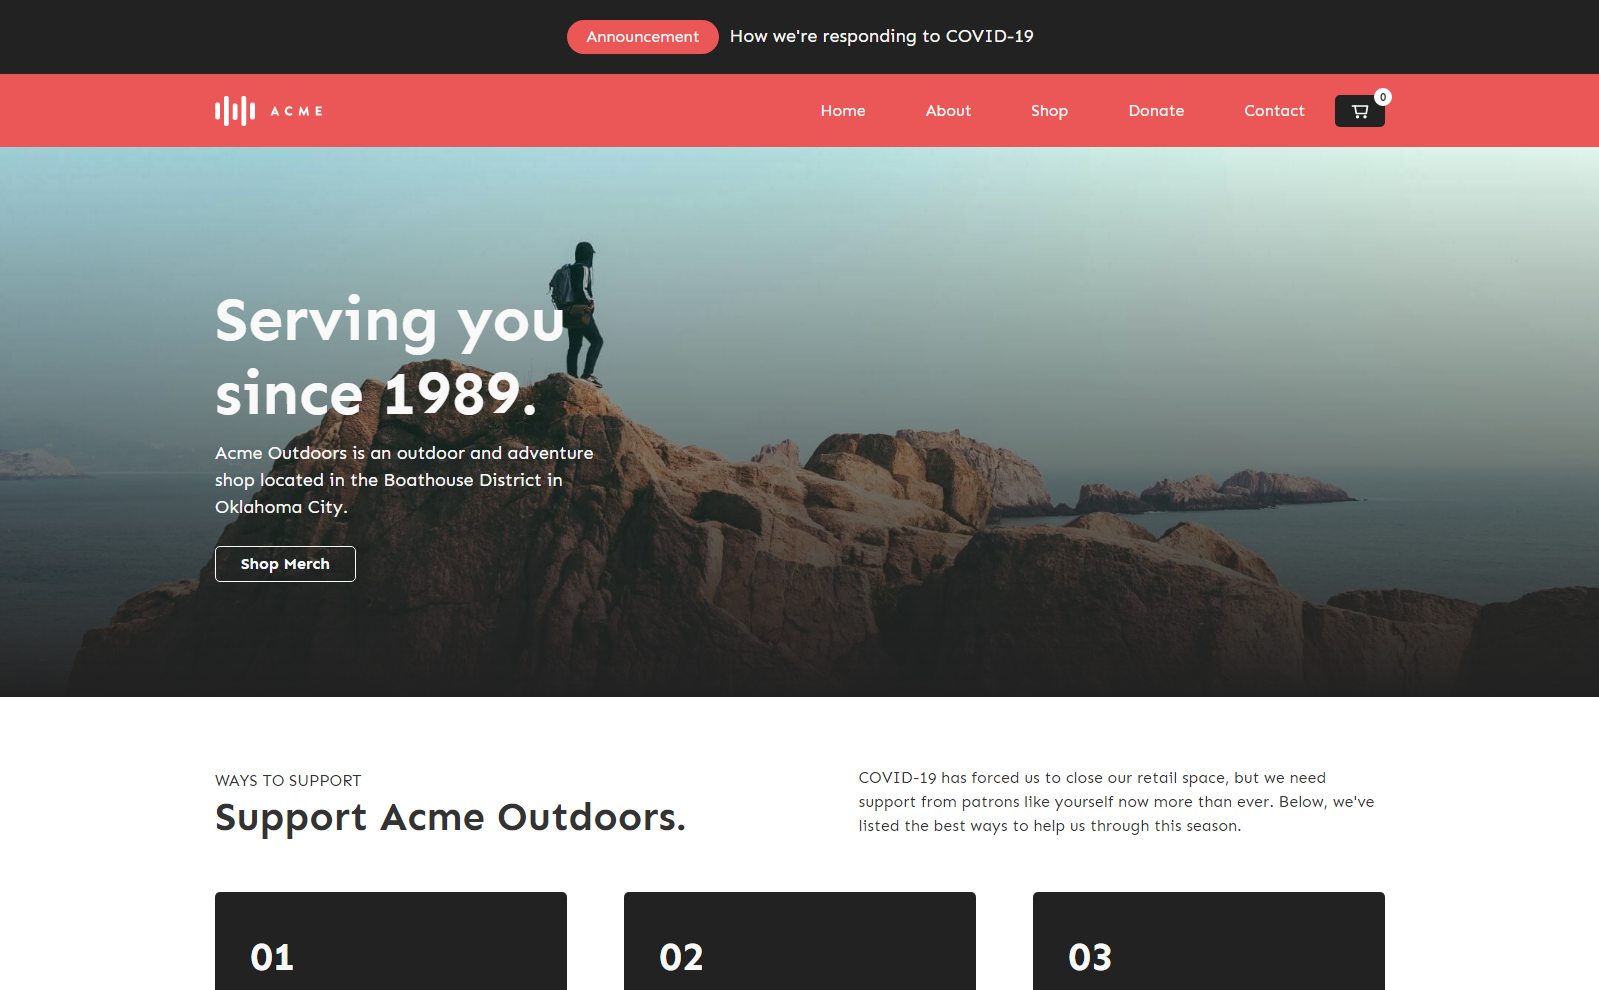 Announcement How we're responding to COVID-19
ACME
Home About Shop Donate Contact 0
Serving you
since 1989.
Acme Outdoors is an outdoor and adventure
shop located in the Boathouse District in
Oklahoma City.
Shop Merch
WAYS TO SUPPORT
Support Acme Outdoors.
COVID-19 has forced us to close our retail space, but we need
support from patrons like yourself now more than ever. Below, we've
listed the best ways to help us through this season.
01
02
03